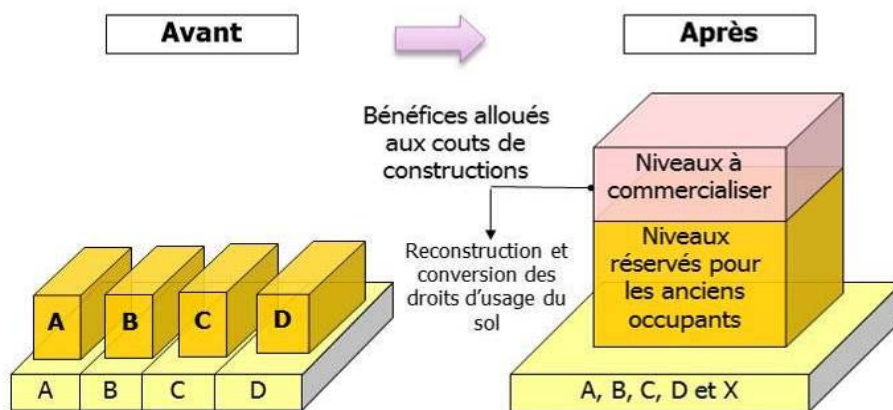 Avant
Après
Bénéfices alloués
aux couts de
constructions
Reconstruction et
conversion des
droits d'usage du
sol
Niveaux à
commercialiser
Niveaux
réservés pour
les anciens
occupants
A B C D
A B C D
A, B, C, D et X